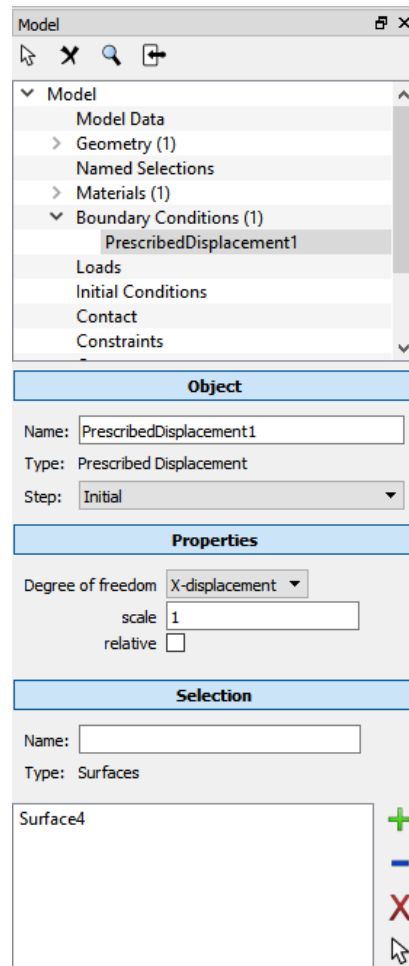 Model
Model
Model Data
Geometry (1)
Named Selections
Materials (1)
Boundary Conditions (1)
PrescribedDisplacement1
Loads
Initial Conditions
Contact
Constraints
Object
Name: PrescribedDisplacement1
Type: Prescribed Displacement
Step: Initial
Properties
Degree of freedom X-displacement
scale 1
relative
Selection
Name:
Type: Surfaces
Surface4